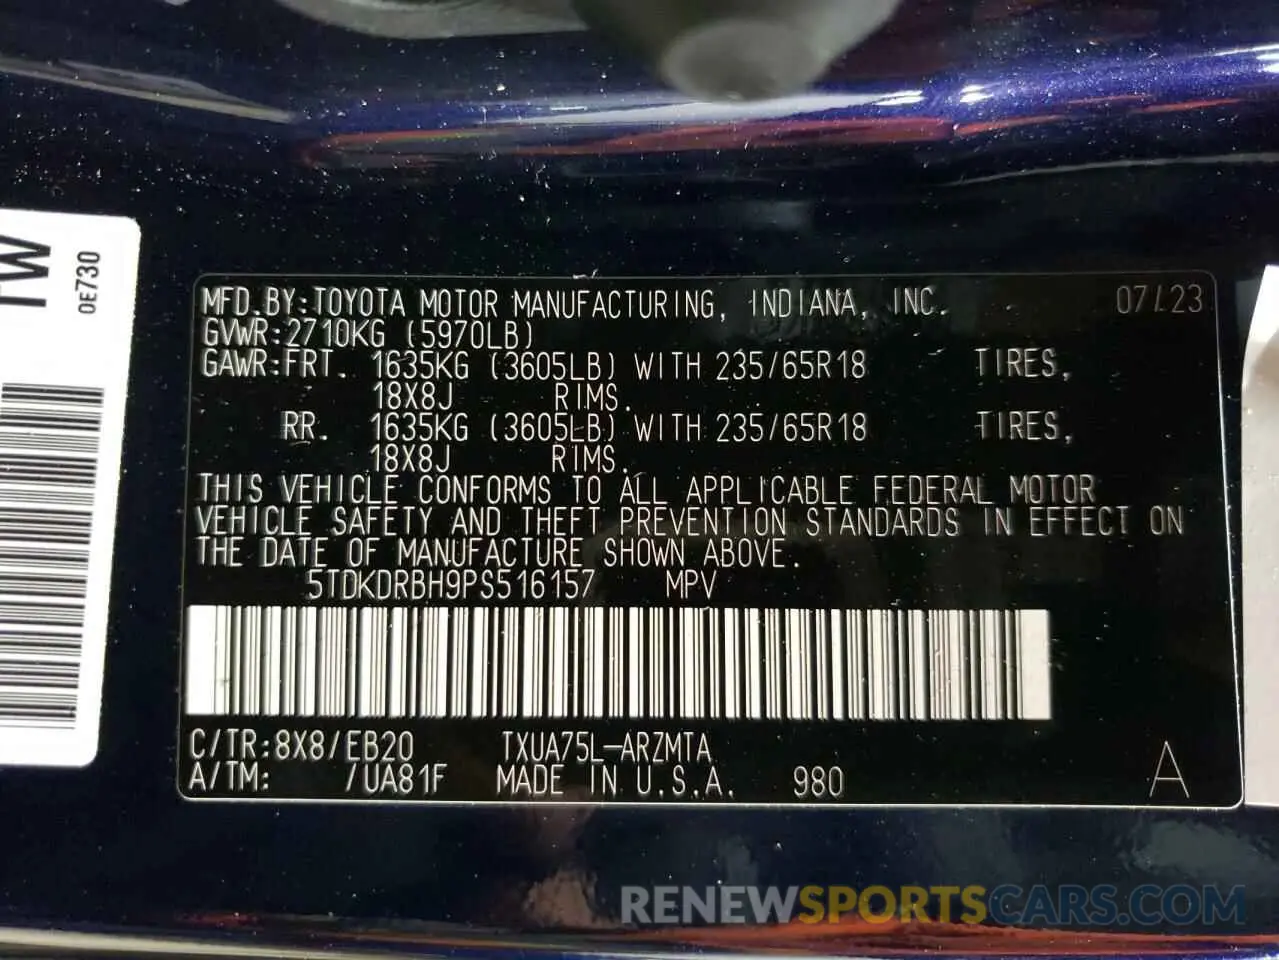 TW
0E730
MFD.BY:TOYOTA MOTOR MANUFACTURING, INDIANA, INC. 07/23
GVWR:2710KG (5970LB)
GAWR:FRT. 1635KG (3605LB) WITH 235/65R18 TIRES,
18X8J RIMS.
RR. 1635KG (3605LB) WITH 235/65R18 TIRES,
18X8J RIMS.
THIS VEHICLE CONFORMS TO ALL APPLICABLE FEDERAL MOTOR
VEHICLE SAFETY AND THEFT PREVENTION STANDARDS IN EFFECT ON
THE DATE OF MANUFACTURE SHOWN ABOVE.
5TDKDRBH9PS516157 MPV
C/TR:8X8/EB20 TXUA75L-ARZMTA
A/TM: /UA81F MADE IN U.S.A. 980 A
RENEWSPORTSCARS.COM